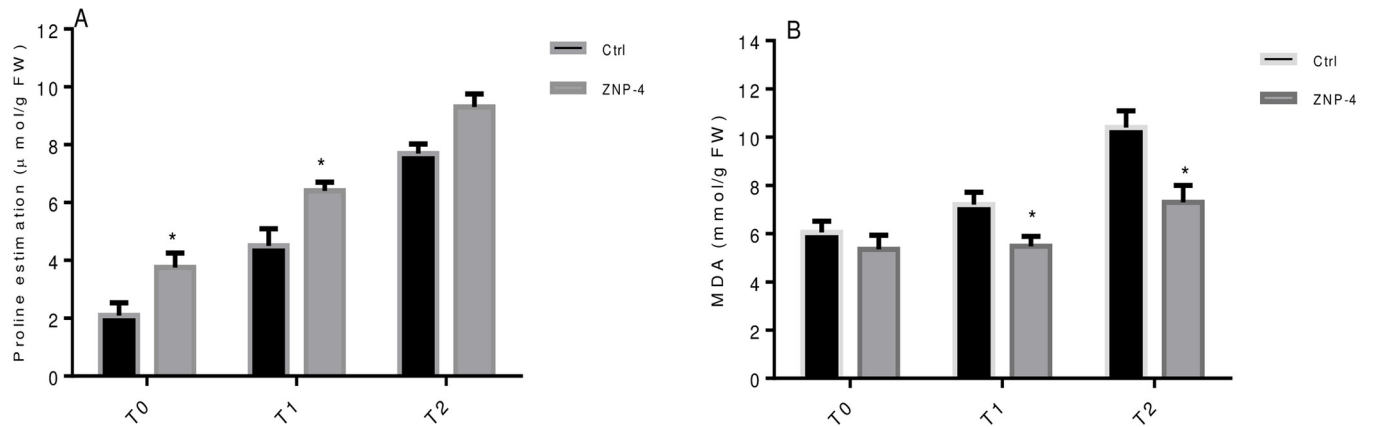 A
Proline estimation (μ mol/g FW)
12
10
8
6
4
2
0
*
*
T0
T1
T2
Ctrl
ZNP-4
B
MDA (mmol/g FW)
14
12
10
8
6
4
2
0
*
*
T0
T1
T2
Ctrl
ZNP-4